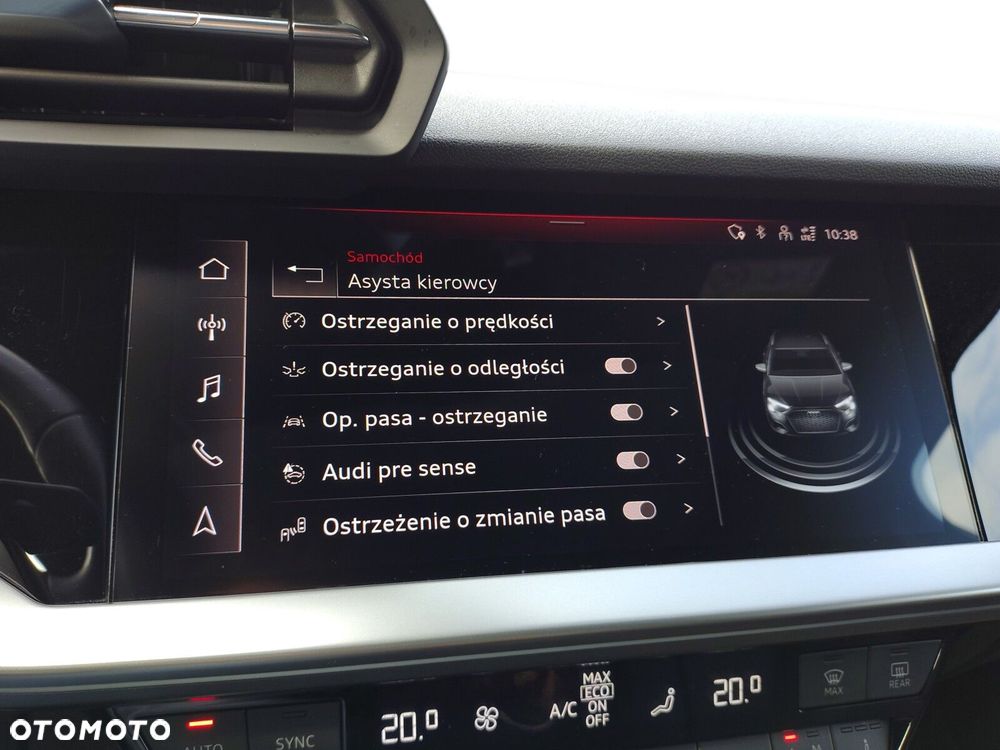 10:38
Samochód
Asysta kierowcy
Ostrzeganie o prędkości
Ostrzeganie o odległości
Op. pasa - ostrzeganie
Audi pre sense
Ostrzeżenie o zmianie pasa
20.0
A/C
MAX
ECO
ON
OFF
20.0
MAX
REAR
AUTO
SYNC
OTOMOTO